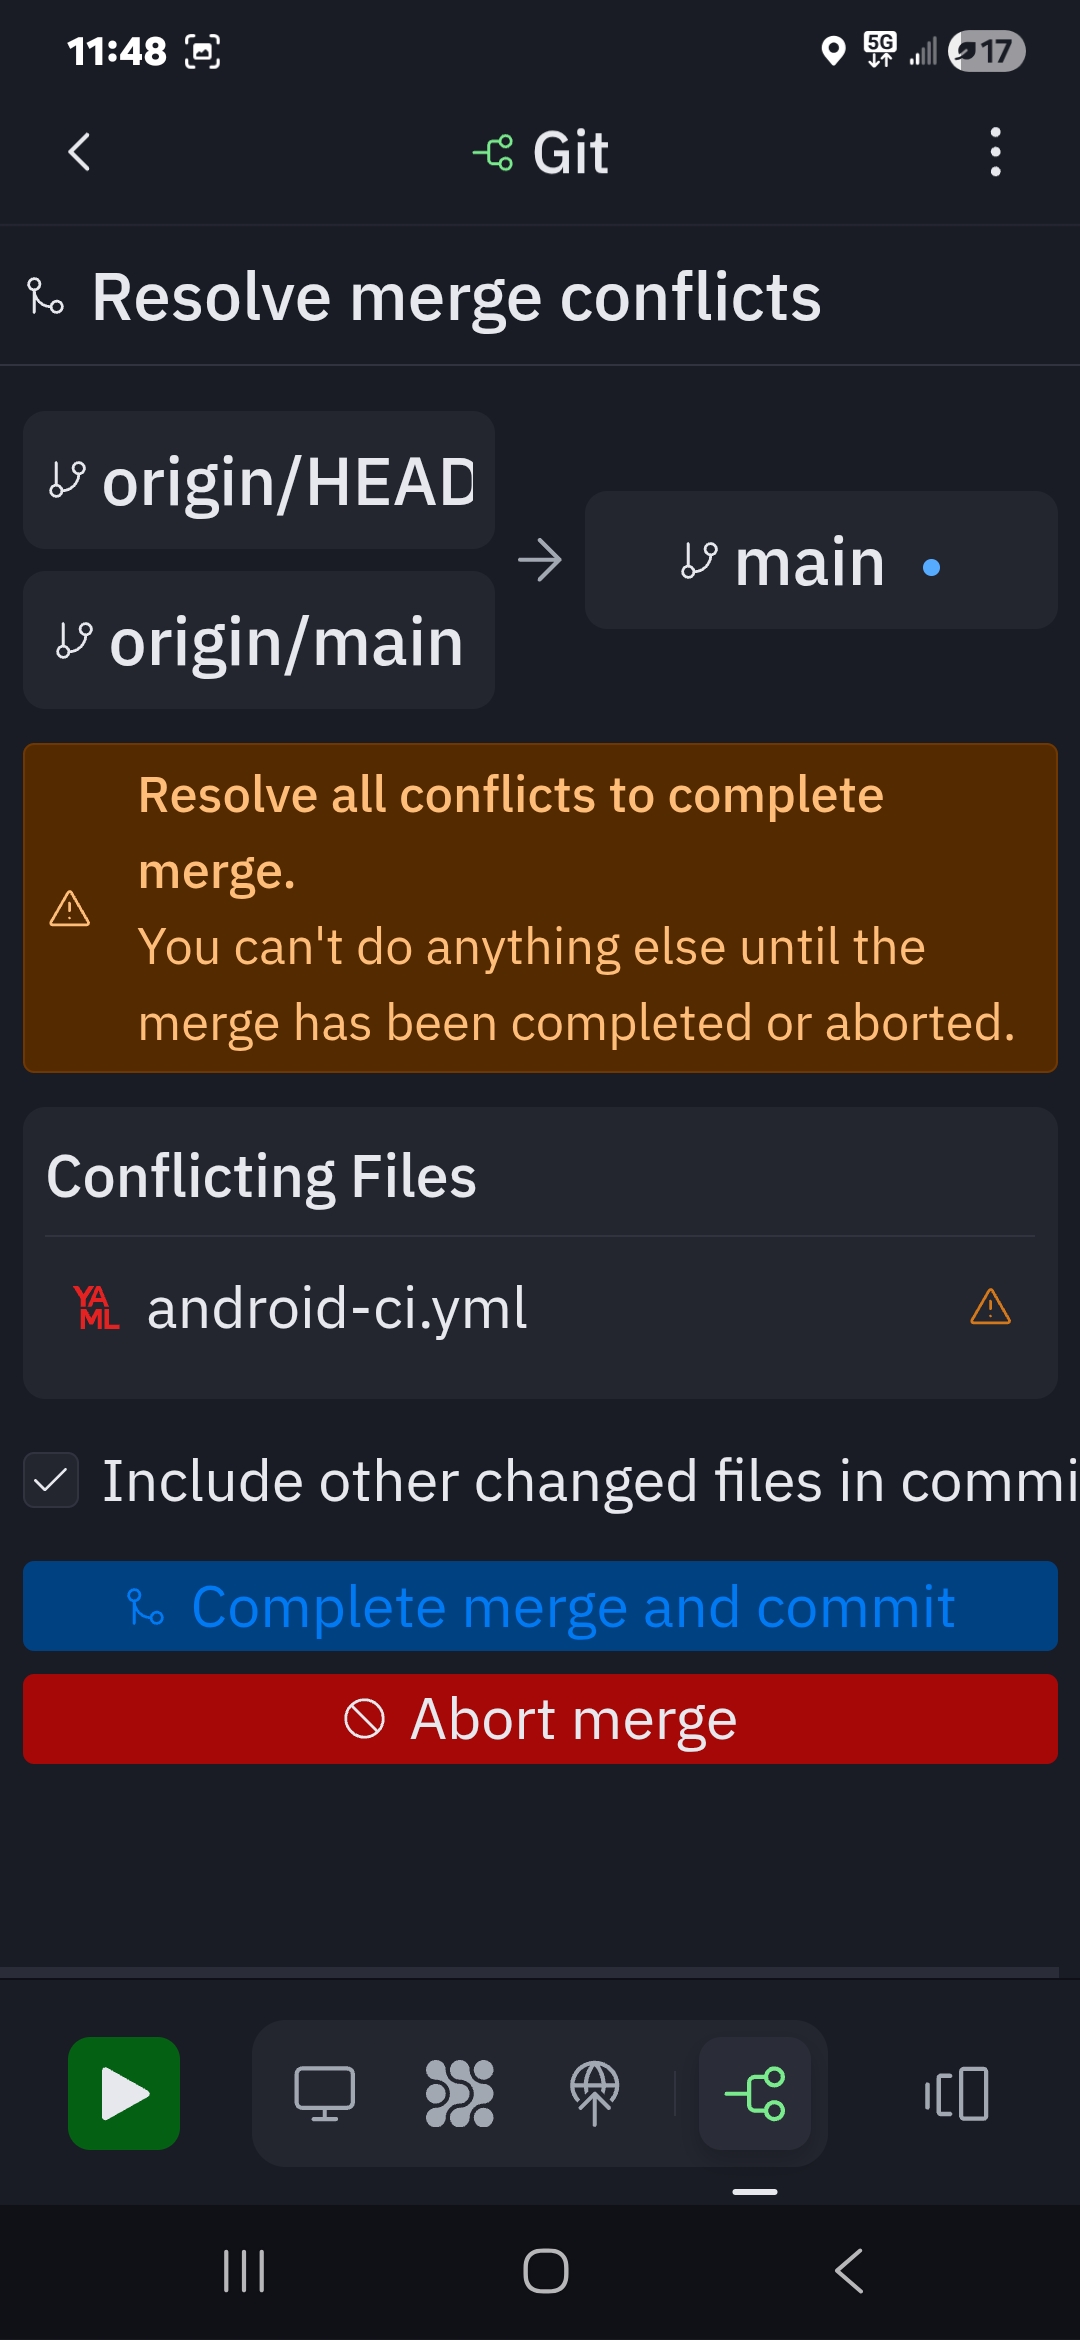 11:48
5G
17
Git
Resolve merge conflicts
origin/HEAD
origin/main
main
Resolve all conflicts to complete
merge.
You can't do anything else until the
merge has been completed or aborted.
Conflicting Files
YAML android-ci.yml
Include other changed files in commi
Complete merge and commit
Abort merge